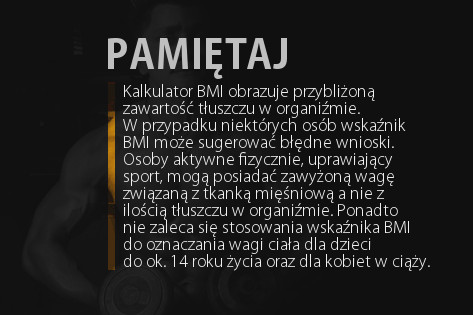 PAMIĘTAJ
Kalkulator BMI obrazuje przybliżoną
zawartość tłuszczu w organiźmie.
W przypadku niektórych osób wskaźnik
BMI może sugerować błędne wnioski.
Osoby aktywne fizycznie, uprawiający
sport, mogą posiadać zawyżoną wagę
związaną z tkanką mięśniową a nie z
ilością tłuszczu w organiźmie. Ponadto
nie zaleca się stosowania wskaźnika BMI
do oznaczania wagi ciała dla dzieci
do ok. 14 roku życia oraz dla kobiet w ciąży.